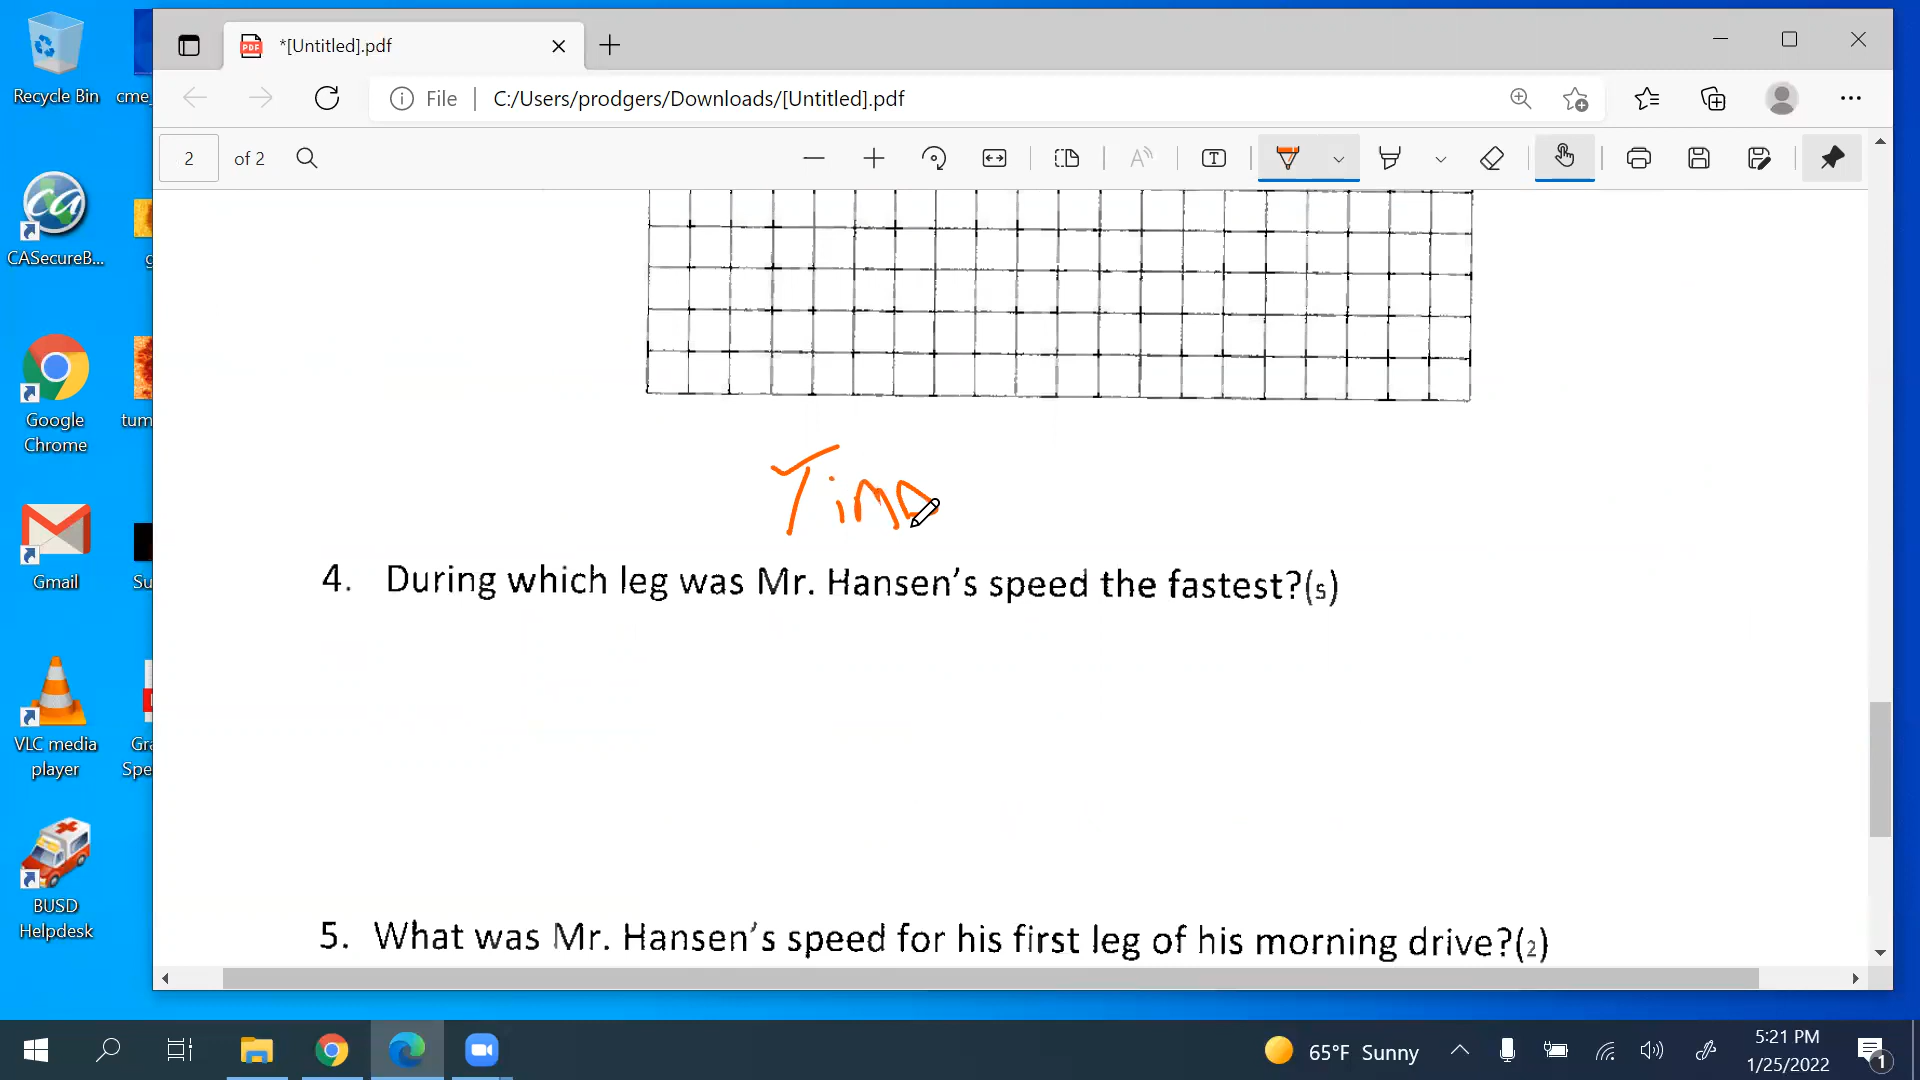 *[Untitled].pdf
Recycle Bin
cme_
File
C:/Users/prodgers/Downloads/[Untitled].pdf
2
of 2
CASecureB...
g
Google
Chrome
tum
Time
4. During which leg was Mr. Hansen's speed the fastest?(5)
Gmail
Su
VLC media
player
Gra
Spe
BUSD
Helpdesk
5. What was Mr. Hansen's speed for his first leg of his morning drive?(2)
65°F Sunny
5:21 PM
1/25/2022
1